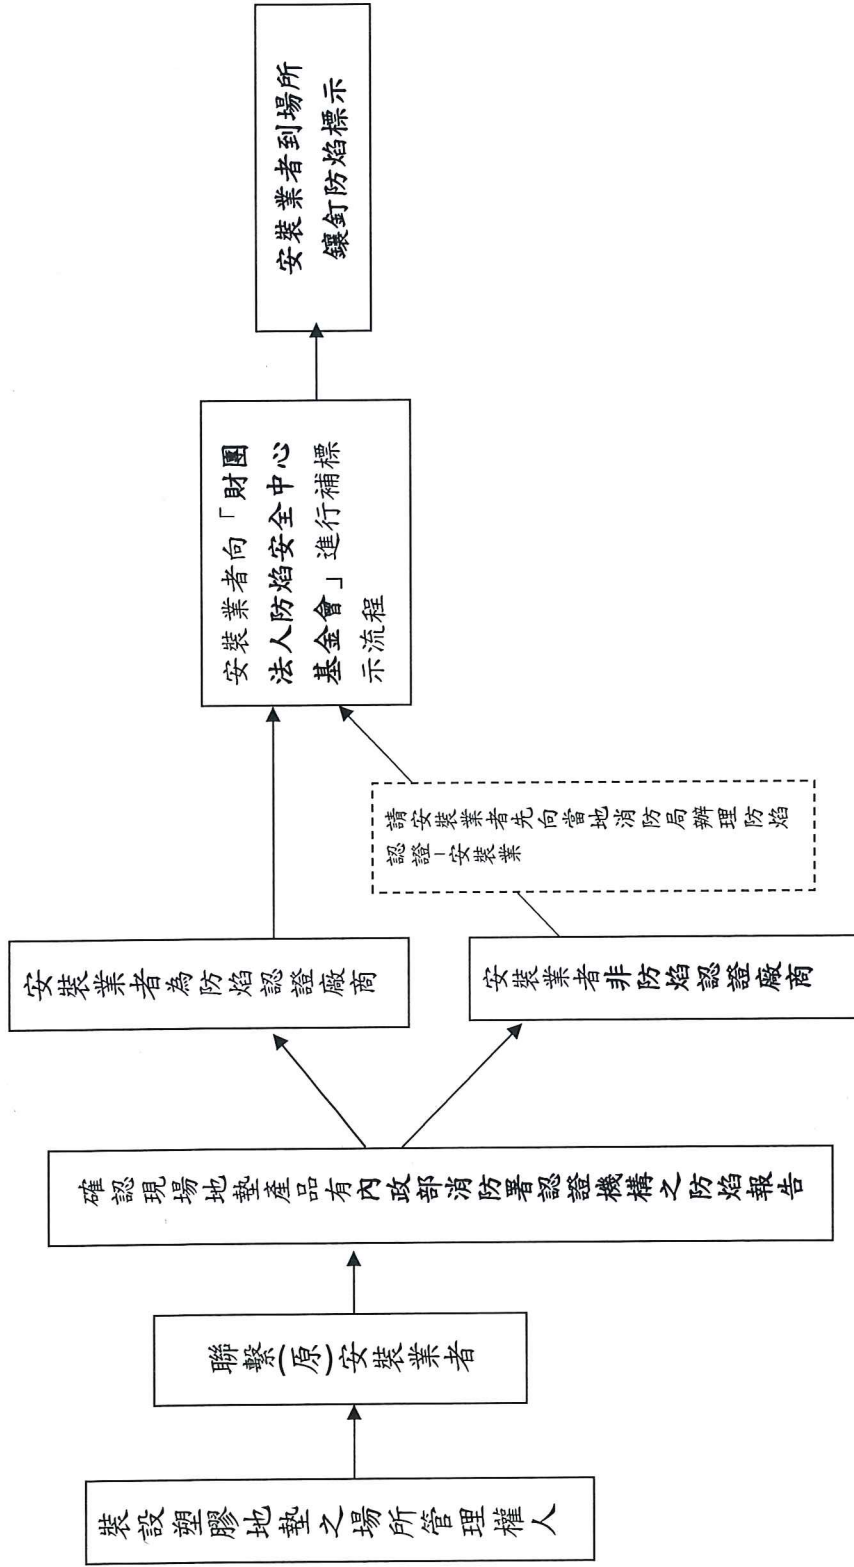 裝設塑膠地墊之場所管理權人
聯繫(原)安裝業者
確認現場地墊產品有內政部消防署認證機構之防焰報告
安裝業者為防焰認證廠商
安裝業者非防焰認證廠商
請安裝業者先向當地消防局辦理防焰
認證–安裝業
安裝業者向「財團
法人防焰安全中心
基金會」進行補標
示流程
安裝業者到場所
鑲釘防焰標示